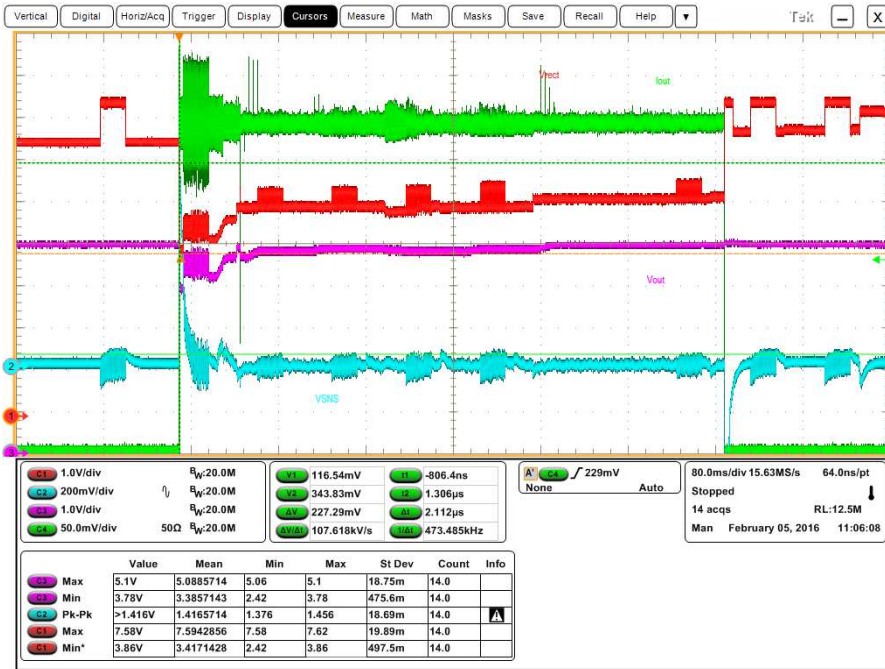 Vertical Digital Horiz/Acq Trigger Display Cursors Measure Math Masks Save Recall Help Tek X
Vrect
Iout
Vout
VSNS
2
1
3
C1 1.0V/div BW:20.0M
C2 200mV/div BW:20.0M
C3 1.0V/div BW:20.0M
C4 50.0mV/div 50Ω BW:20.0M
V1 116.54mV t1 -806.4ns
V2 343.83mV t2 1.306µs
ΔV 227.29mV Δt 2.112µs
ΔV/Δt 107.618kV/s 1/Δt 473.485kHz
A' C4 229mV
None Auto
80.0ms/div 15.63MS/s 64.0ns/pt
Stopped
14 acqs RL:12.5M
Man February 05, 2016 11:06:08
Value Mean Min Max St Dev Count Info
C3 Max 5.1V 5.0885714 5.06 5.1 18.75m 14.0
C3 Min 3.78V 3.3857143 2.42 3.78 475.6m 14.0
C2 Pk-Pk >1.416V 1.4165714 1.376 1.456 18.69m 14.0
C1 Max 7.58V 7.5942856 7.58 7.62 19.89m 14.0
C1 Min* 3.86V 3.4171428 2.42 3.86 497.5m 14.0